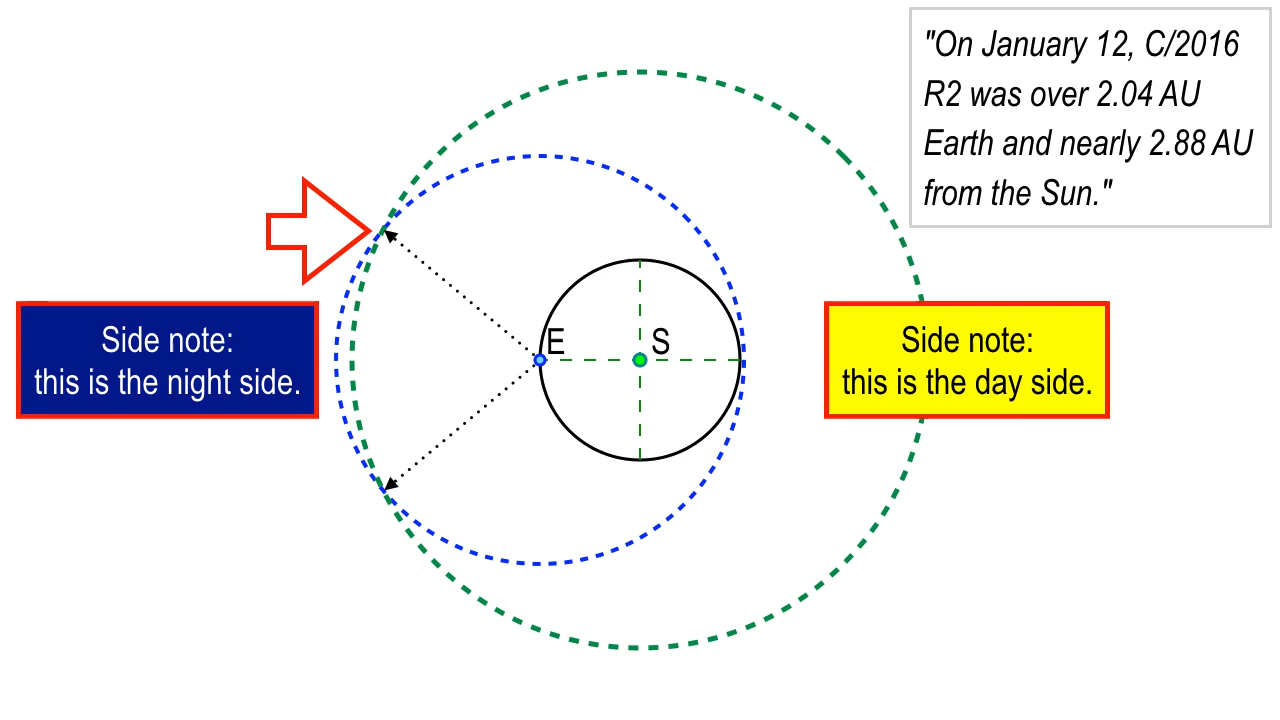 "On January 12, C/2016
R2 was over 2.04 AU
Earth and nearly 2.88 AU
from the Sun."
E
S
Side note:
this is the night side.
Side note:
this is the day side.